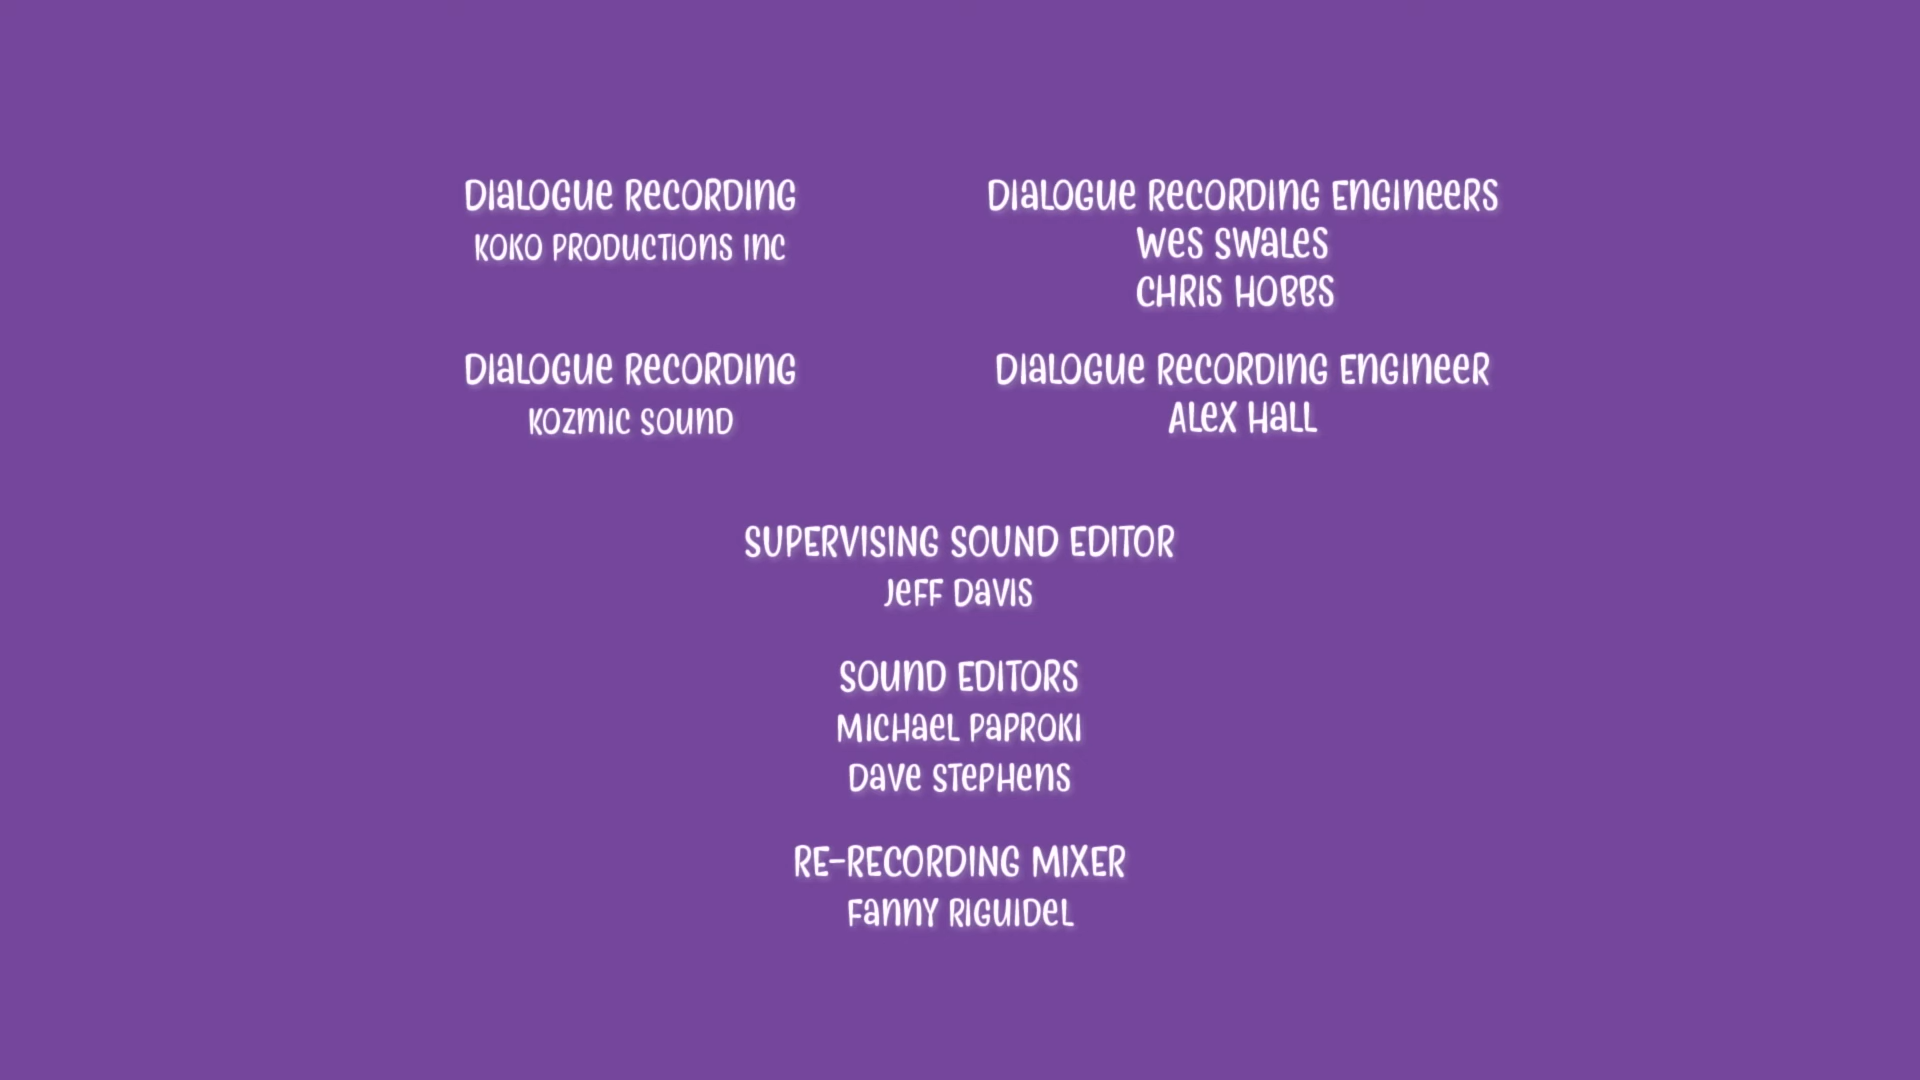 Dialogue Recording
Koko Productions Inc
Dialogue Recording Engineers
Wes Swales
Chris Hobbs
Dialogue Recording
Kozmic Sound
Dialogue Recording Engineer
Alex Hall
SUPERVISING SOUND EDITOR
Jeff Davis
SOUND EDITORS
Michael Paproki
Dave Stephens
RE-RECORDING MIXER
Fanny Riguidel